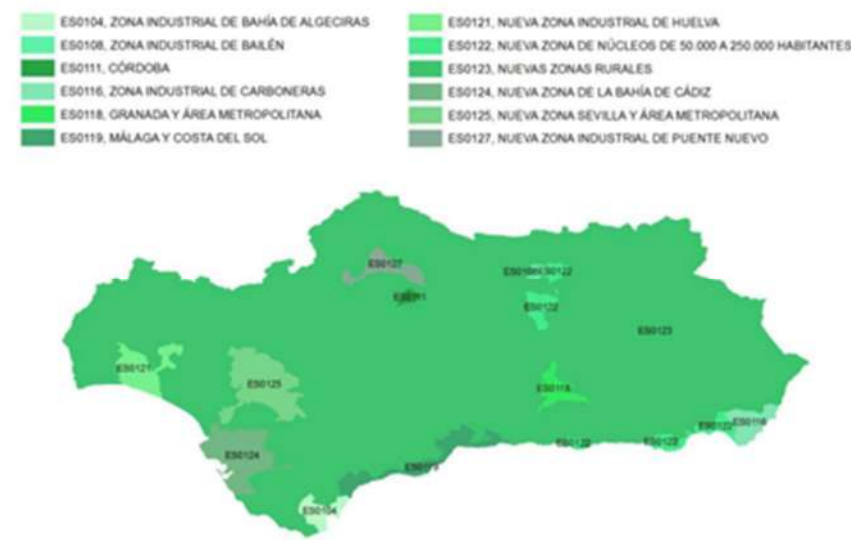 ES0104, ZONA INDUSTRIAL DE BAHÍA DE ALGECIRAS
ES0108, ZONA INDUSTRIAL DE BAILÉN
ES0111, CÓRDOBA
ES0116, ZONA INDUSTRIAL DE CARBONERAS
ES0118, GRANADA Y ÁREA METROPOLITANA
ES0119, MÁLAGA Y COSTA DEL SOL
ES0121, NUEVA ZONA INDUSTRIAL DE HUELVA
ES0122, NUEVA ZONA DE NÚCLEOS DE 50.000 A 250.000 HABITANTES
ES0123, NUEVAS ZONAS RURALES
ES0124, NUEVA ZONA DE LA BAHÍA DE CÁDIZ
ES0125, NUEVA ZONA SEVILLA Y ÁREA METROPOLITANA
ES0127, NUEVA ZONA INDUSTRIAL DE PUENTE NUEVO
ES0127
ES0108 ES0122
ES0111
ES0122
ES0123
ES0121
ES0125
ES0118
ES0122 ES0116
ES0122 ES0122
ES0124
ES0119
ES0104